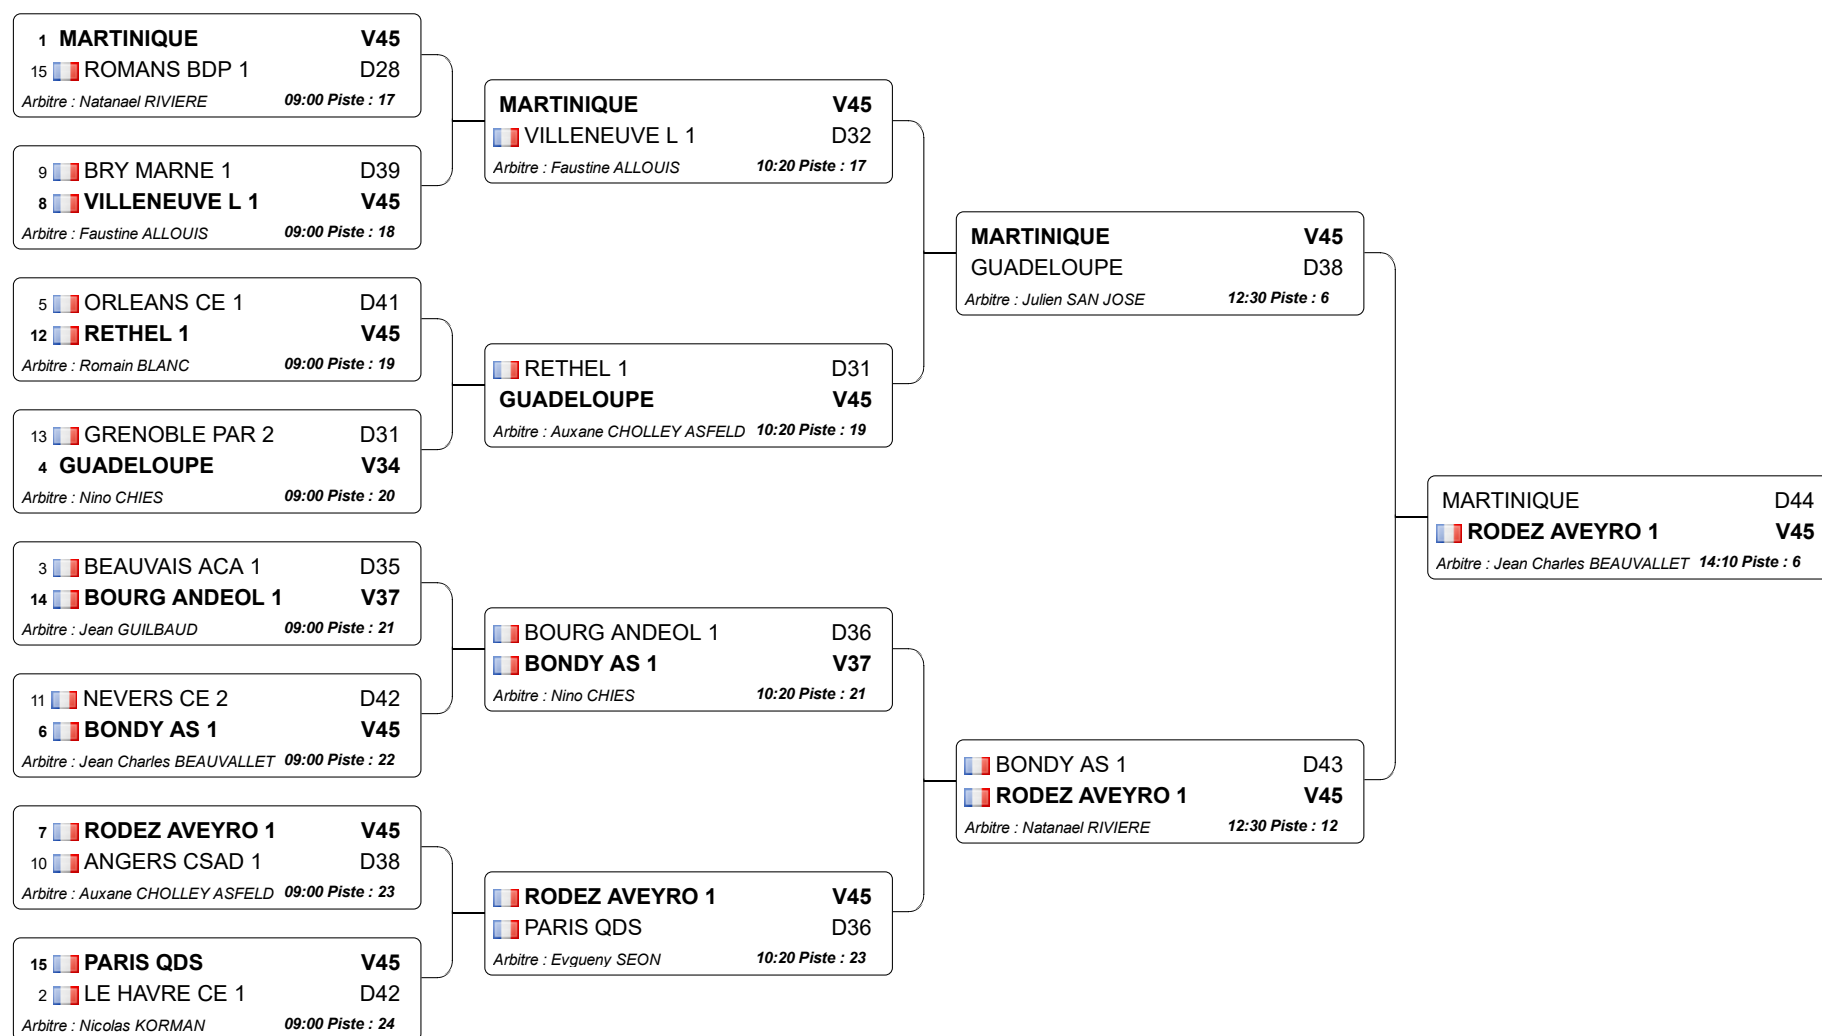 1 MARTINIQUE V45
15 ROMANS BDP 1 D28
Arbitre : Natanael RIVIERE 09:00 Piste : 17
9 BRY MARNE 1 D39
8 VILLENEUVE L 1 V45
Arbitre : Faustine ALLOUIS 09:00 Piste : 18
5 ORLEANS CE 1 D41
12 RETHEL 1 V45
Arbitre : Romain BLANC 09:00 Piste : 19
13 GRENOBLE PAR 2 D31
4 GUADELOUPE V34
Arbitre : Nino CHIES 09:00 Piste : 20
3 BEAUVAIS ACA 1 D35
14 BOURG ANDEOL 1 V37
Arbitre : Jean GUILBAUD 09:00 Piste : 21
11 NEVERS CE 2 D42
6 BONDY AS 1 V45
Arbitre : Jean Charles BEAUVALLET 09:00 Piste : 22
7 RODEZ AVEYRO 1 V45
10 ANGERS CSAD 1 D38
Arbitre : Auxane CHOLLEY ASFELD 09:00 Piste : 23
15 PARIS QDS V45
2 LE HAVRE CE 1 D42
Arbitre : Nicolas KORMAN 09:00 Piste : 24
MARTINIQUE V45
VILLENEUVE L 1 D32
Arbitre : Faustine ALLOUIS 10:20 Piste : 17
RETHEL 1 D31
GUADELOUPE V45
Arbitre : Auxane CHOLLEY ASFELD 10:20 Piste : 19
BOURG ANDEOL 1 D36
BONDY AS 1 V37
Arbitre : Nino CHIES 10:20 Piste : 21
RODEZ AVEYRO 1 V45
PARIS QDS D36
Arbitre : Evgueny SEON 10:20 Piste : 23
MARTINIQUE V45
GUADELOUPE D38
Arbitre : Julien SAN JOSE 12:30 Piste : 6
BONDY AS 1 D43
RODEZ AVEYRO 1 V45
Arbitre : Natanael RIVIERE 12:30 Piste : 12
MARTINIQUE D44
RODEZ AVEYRO 1 V45
Arbitre : Jean Charles BEAUVALLET 14:10 Piste : 6